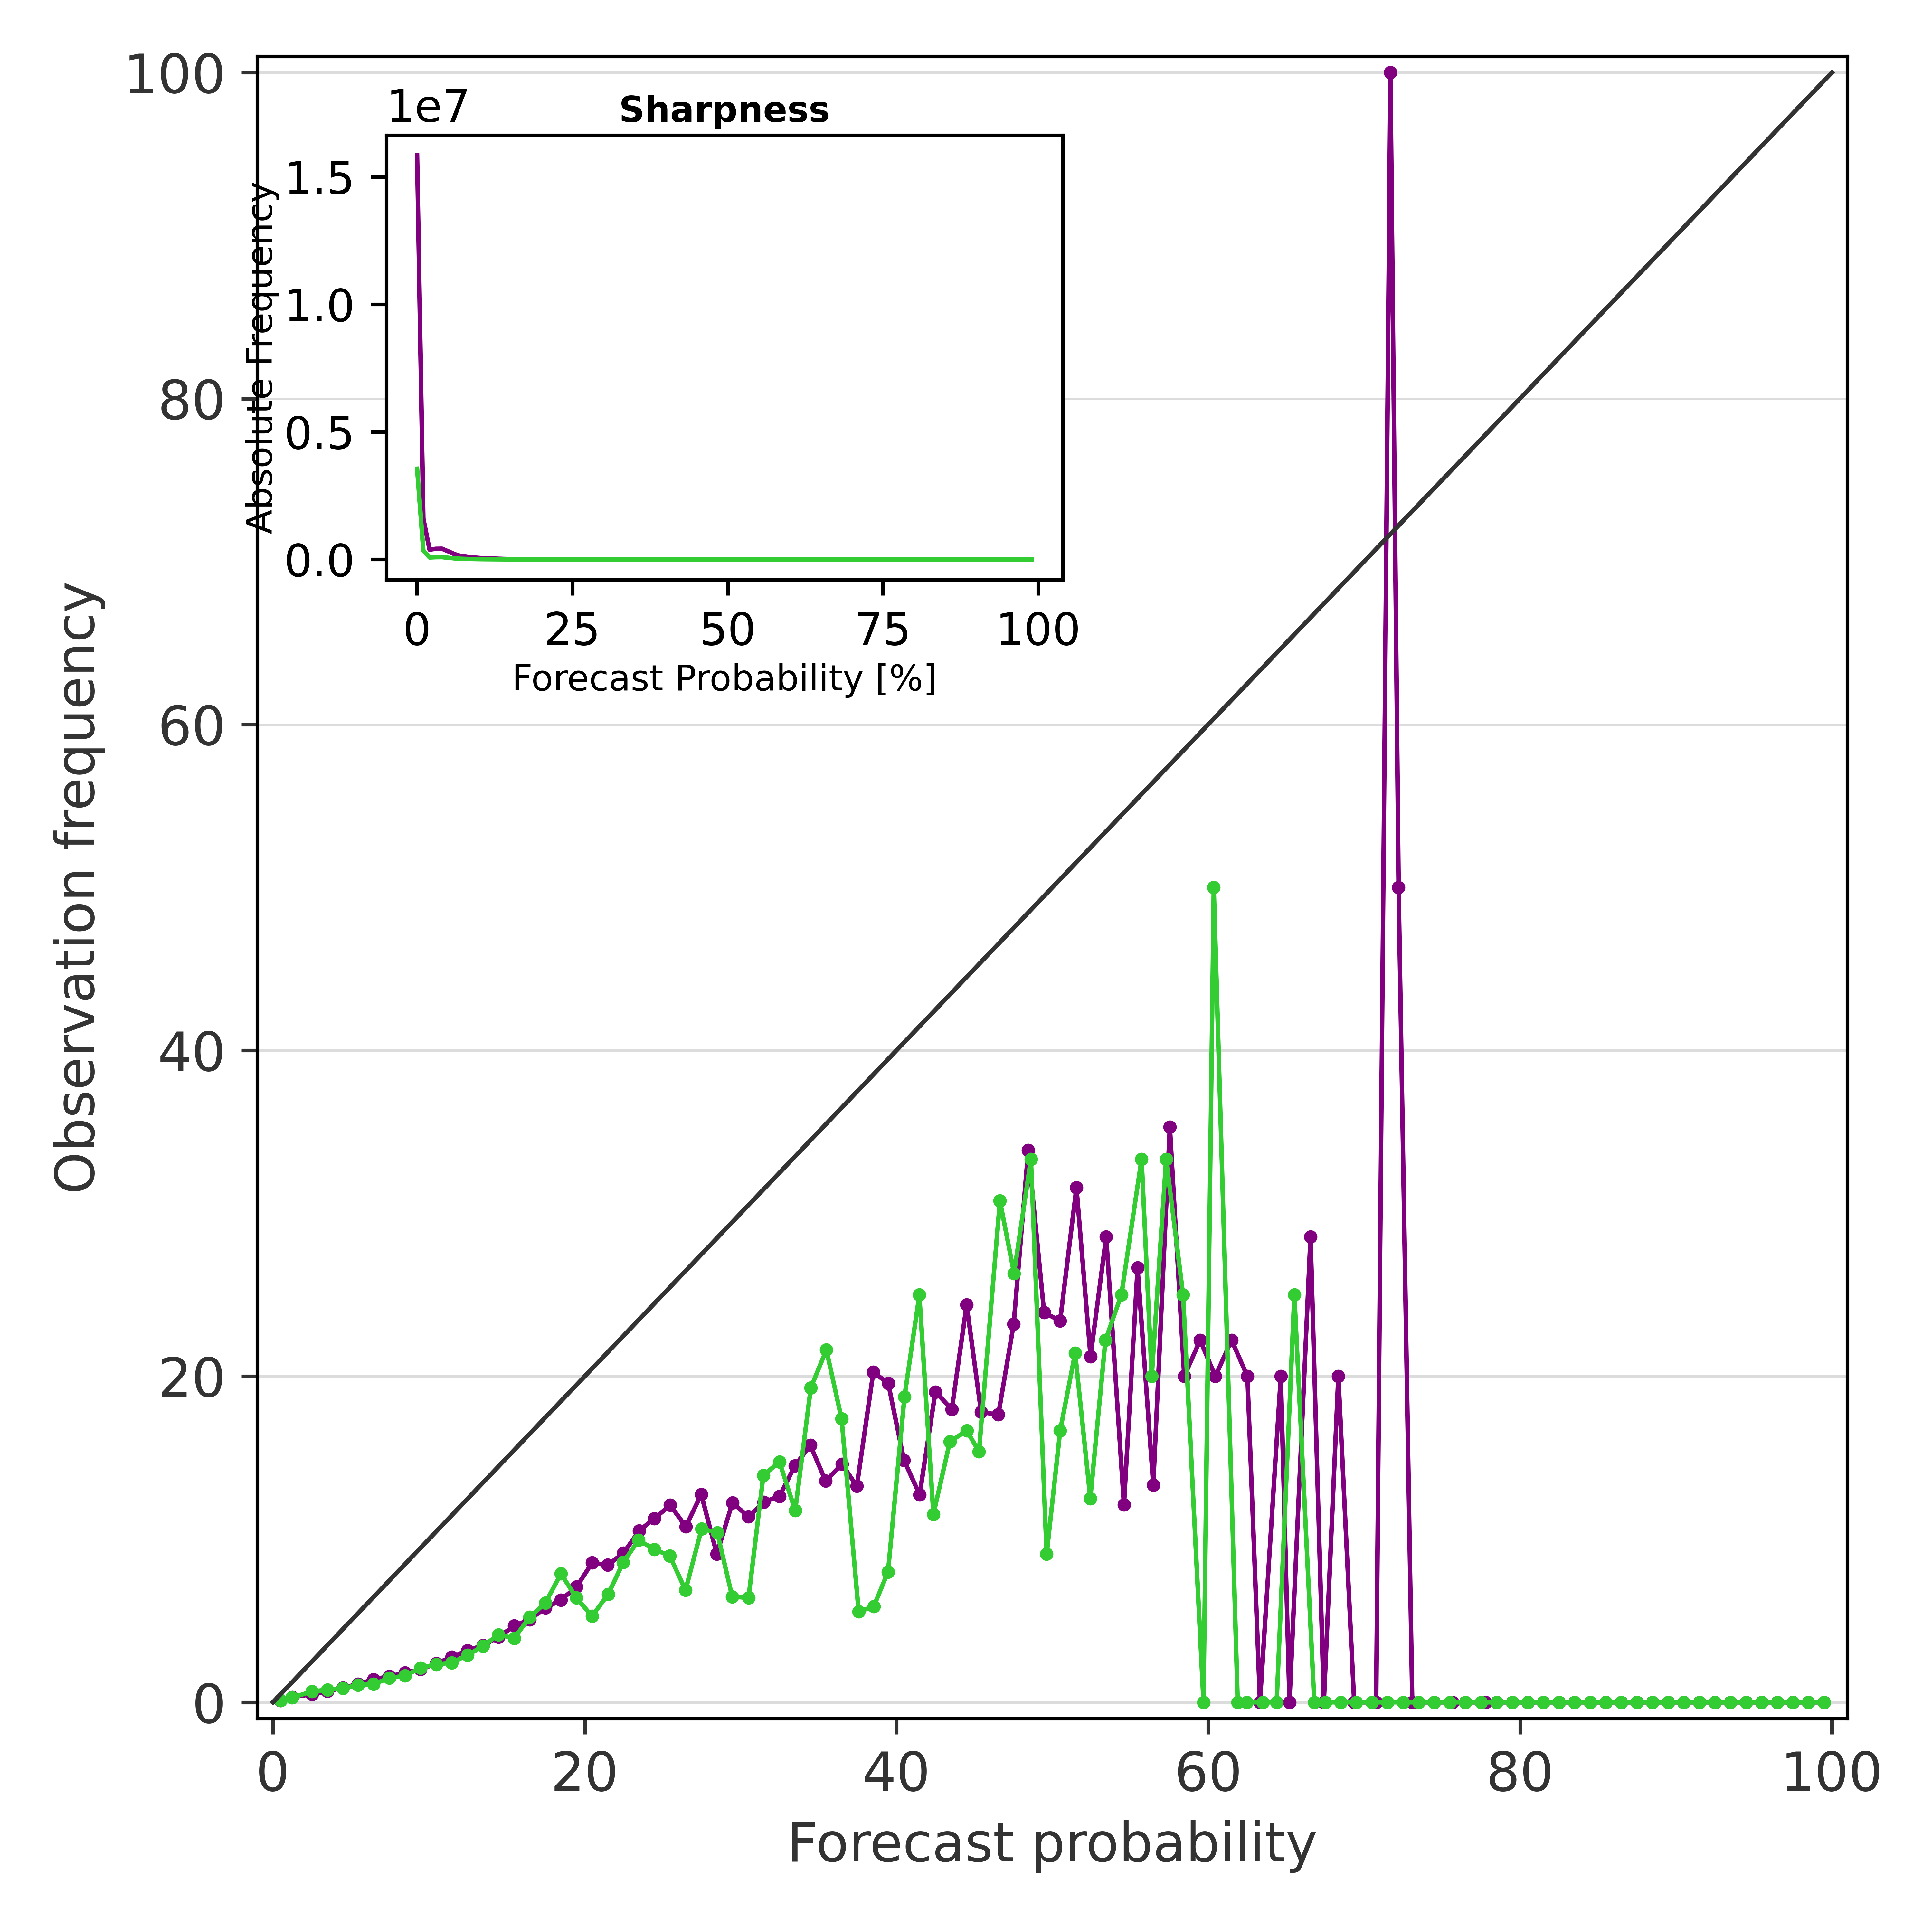 100
80
60
40
20
0
Observation frequency
0 20 40 60 80 100
Forecast probability
1e7
Sharpness
1.5
1.0
0.5
0.0
Absolute Frequency
0 25 50 75 100
Forecast Probability [%]